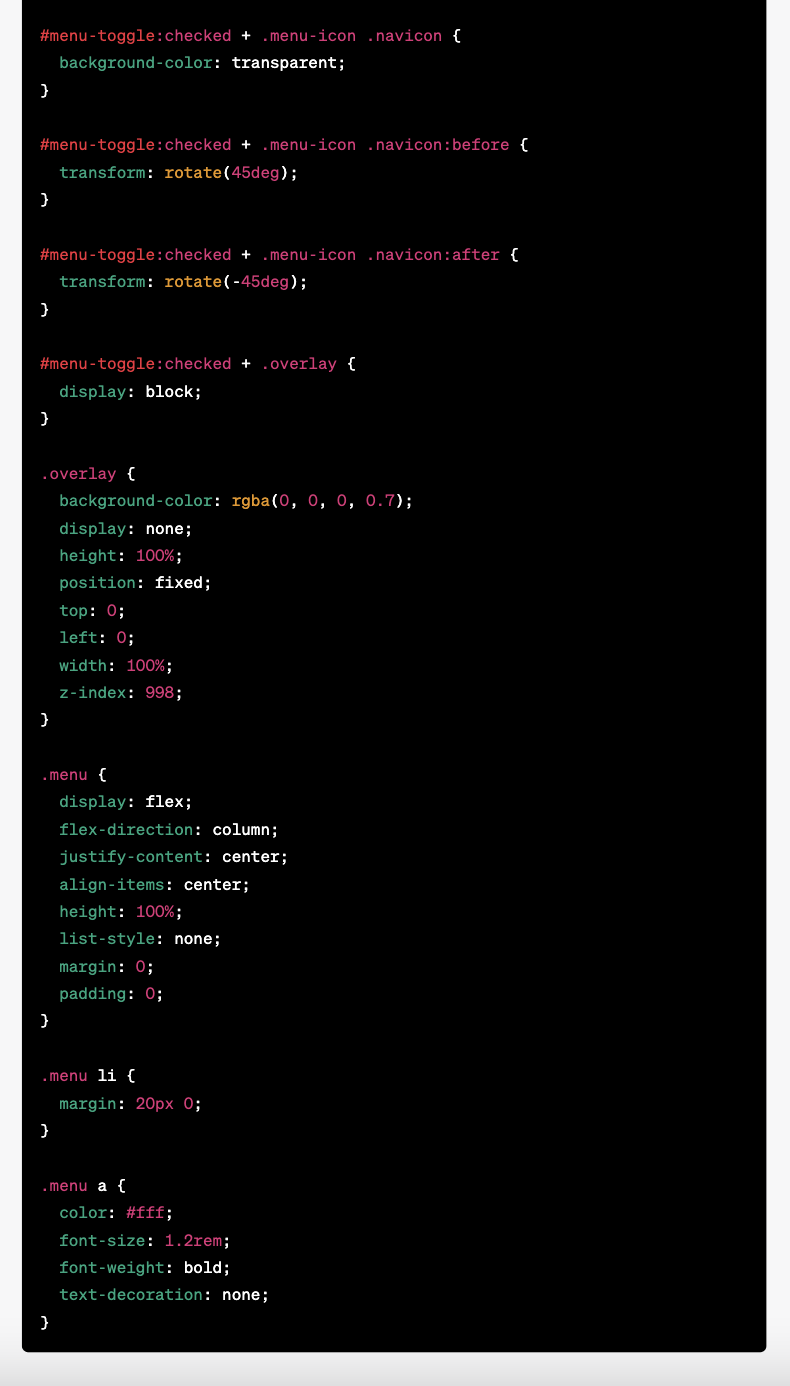 #menu-toggle:checked + .menu-icon .navicon {
  background-color: transparent;
}

#menu-toggle:checked + .menu-icon .navicon:before {
  transform: rotate(45deg);
}

#menu-toggle:checked + .menu-icon .navicon:after {
  transform: rotate(-45deg);
}

#menu-toggle:checked + .overlay {
  display: block;
}

.overlay {
  background-color: rgba(0, 0, 0, 0.7);
  display: none;
  height: 100%;
  position: fixed;
  top: 0;
  left: 0;
  width: 100%;
  z-index: 998;
}

.menu {
  display: flex;
  flex-direction: column;
  justify-content: center;
  align-items: center;
  height: 100%;
  list-style: none;
  margin: 0;
  padding: 0;
}

.menu li {
  margin: 20px 0;
}

.menu a {
  color: #fff;
  font-size: 1.2rem;
  font-weight: bold;
  text-decoration: none;
}